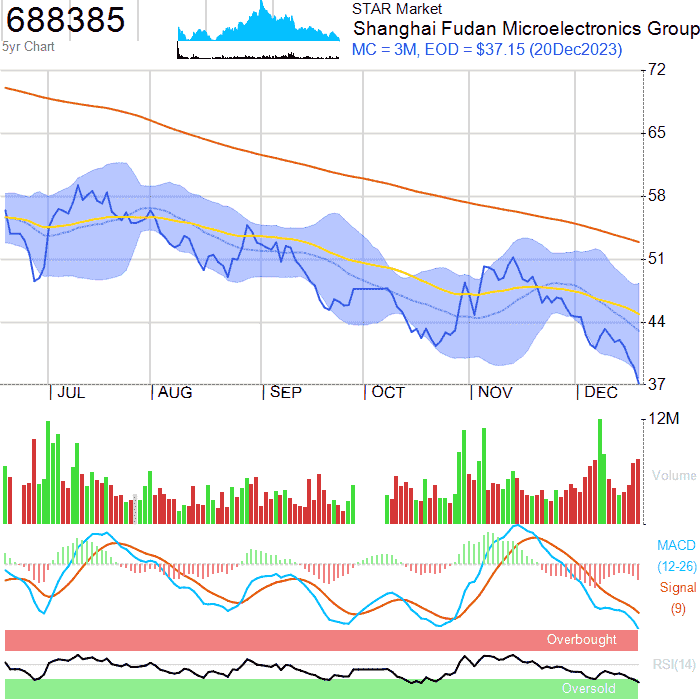 688385
5yr Chart
STAR Market
Shanghai Fudan Microelectronics Group
MC = 3M, EOD = $37.15 (20Dec2023)
72
65
58
51
44
37
JUL
AUG
SEP
OCT
NOV
DEC
12M
Volume
MACD
(12-26)
Signal
(9)
Overbought
RSI(14)
Oversold